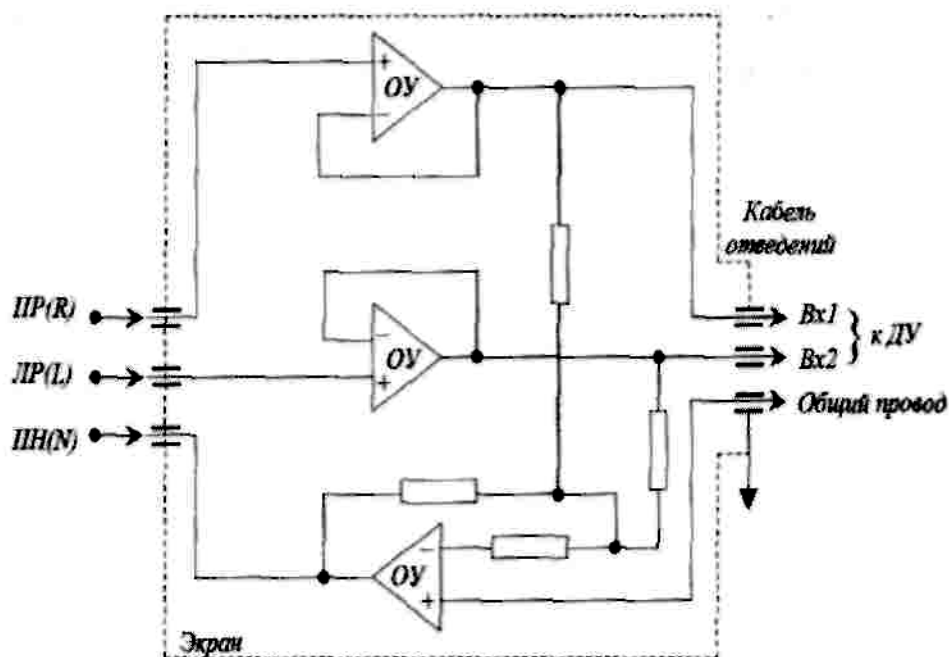 +
ОУ
−
Кабель
отведений
ПР(R)
Вх1
к ДУ
−
ОУ
+
Вх2
ЛР(L)
Общий провод
ПН(N)
−
ОУ
+
Экран